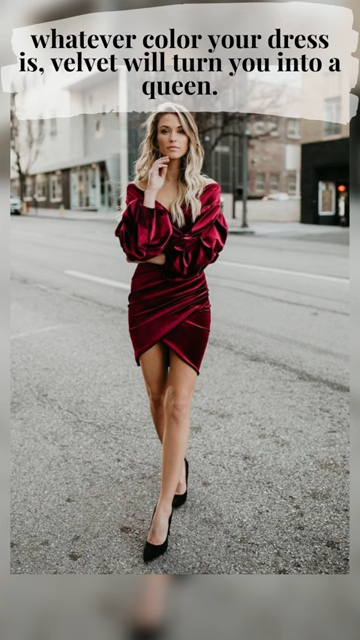 whatever color your dress
is, velvet will turn you into a
queen.